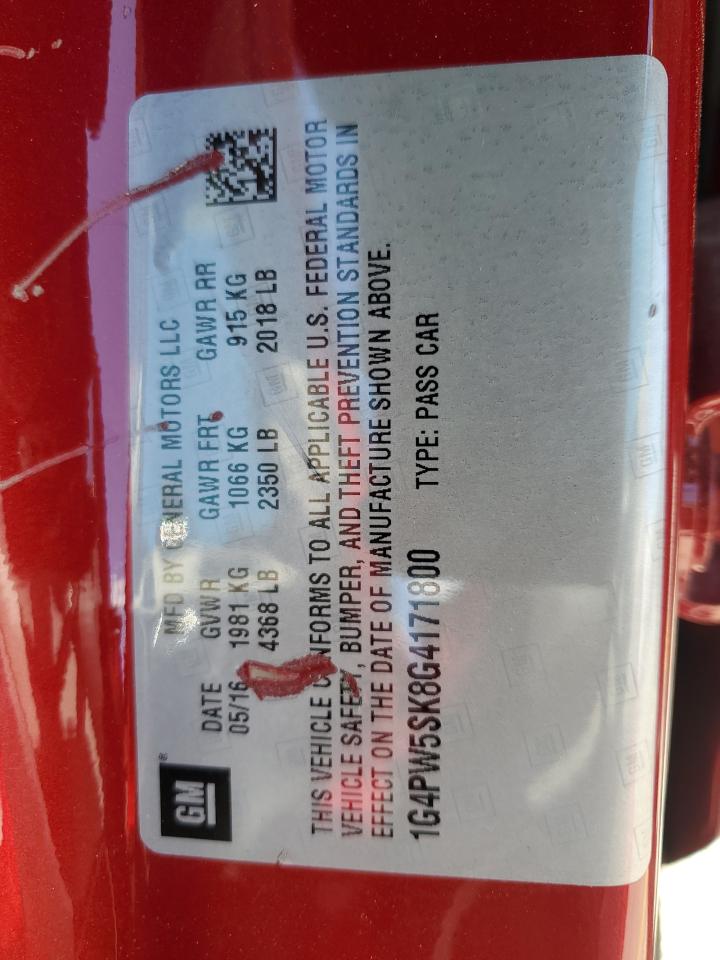 GM®
MFD BY GENERAL MOTORS LLC
DATE GVWR GAWR FRT GAWR RR
05/16 1981 KG 1066 KG 915 KG
4368 LB 2350 LB 2018 LB
THIS VEHICLE CONFORMS TO ALL APPLICABLE U.S. FEDERAL MOTOR
VEHICLE SAFETY, BUMPER, AND THEFT PREVENTION STANDARDS IN
EFFECT ON THE DATE OF MANUFACTURE SHOWN ABOVE.
1G4PW5SK8G4171800 TYPE: PASS CAR